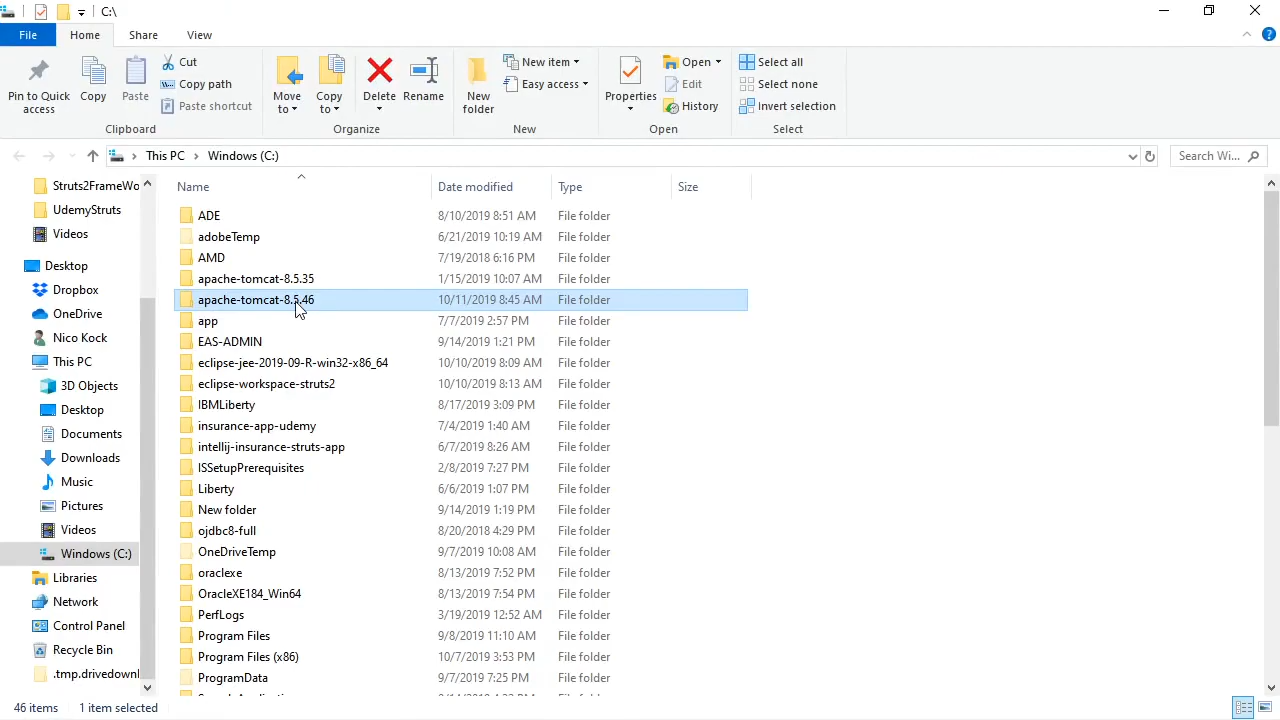 C:\
File Home Share View
Pin to Quick access
Copy
Paste
Cut
Copy path
Paste shortcut
Clipboard
Move to
Copy to
Delete
Rename
Organize
New folder
New item
Easy access
New
Properties
Open
Edit
History
Open
Select all
Select none
Invert selection
Select
This PC > Windows (C:)
Search Wi...
Struts2FrameWo
UdemyStruts
Videos
Desktop
Dropbox
OneDrive
Nico Kock
This PC
3D Objects
Desktop
Documents
Downloads
Music
Pictures
Videos
Windows (C:)
Libraries
Network
Control Panel
Recycle Bin
.tmp.drivedownl
Name Date modified Type Size
ADE 8/10/2019 8:51 AM File folder
adobeTemp 6/21/2019 10:19 AM File folder
AMD 7/19/2018 6:16 PM File folder
apache-tomcat-8.5.35 1/15/2019 10:07 AM File folder
apache-tomcat-8.5.46 10/11/2019 8:45 AM File folder
app 7/7/2019 2:57 PM File folder
EAS-ADMIN 9/14/2019 1:21 PM File folder
eclipse-jee-2019-09-R-win32-x86_64 10/10/2019 8:09 AM File folder
eclipse-workspace-struts2 10/10/2019 8:13 AM File folder
IBMLiberty 8/17/2019 3:09 PM File folder
insurance-app-udemy 7/4/2019 1:40 AM File folder
intellij-insurance-struts-app 6/7/2019 8:26 AM File folder
ISSetupPrerequisites 2/8/2019 7:27 PM File folder
Liberty 6/6/2019 1:07 PM File folder
New folder 9/14/2019 1:19 PM File folder
ojdbc8-full 8/20/2018 4:29 PM File folder
OneDriveTemp 9/7/2019 10:08 AM File folder
oraclexe 8/13/2019 7:52 PM File folder
OracleXE184_Win64 8/13/2019 7:54 PM File folder
PerfLogs 3/19/2019 12:52 AM File folder
Program Files 9/8/2019 11:10 AM File folder
Program Files (x86) 10/7/2019 3:53 PM File folder
ProgramData 9/7/2019 7:25 PM File folder
46 items 1 item selected